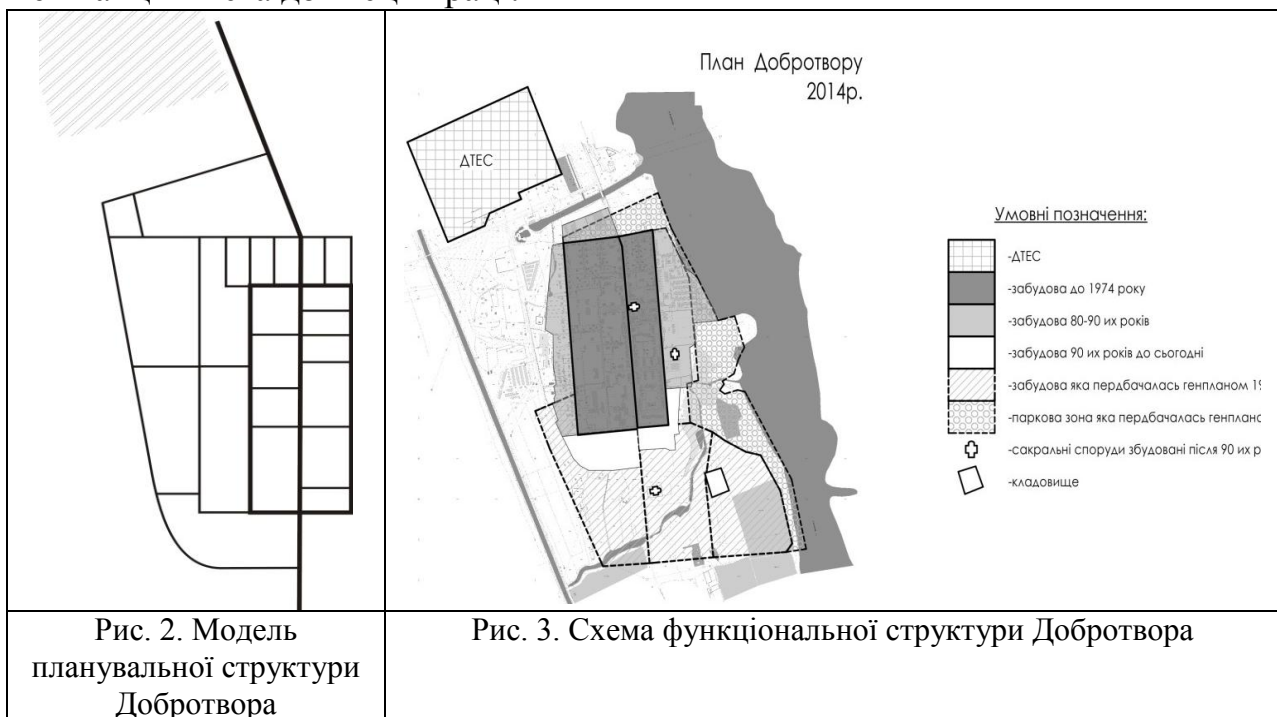 План Добротвору
2014р.
ДТЕС
Умовні позначення:
-ДТЕС
-забудова до 1974 року
-забудова 80-90 их років
-забудова 90 их років до сьогодні
-забудова яка пердбачалась генпланом 19
-паркова зона яка пердбачалась генплано
-сакральні споруди збудовані після 90 их р
-кладовище
Рис. 2. Модель
планувальної структури
Добротвора
Рис. 3. Схема функціональної структури Добротвора